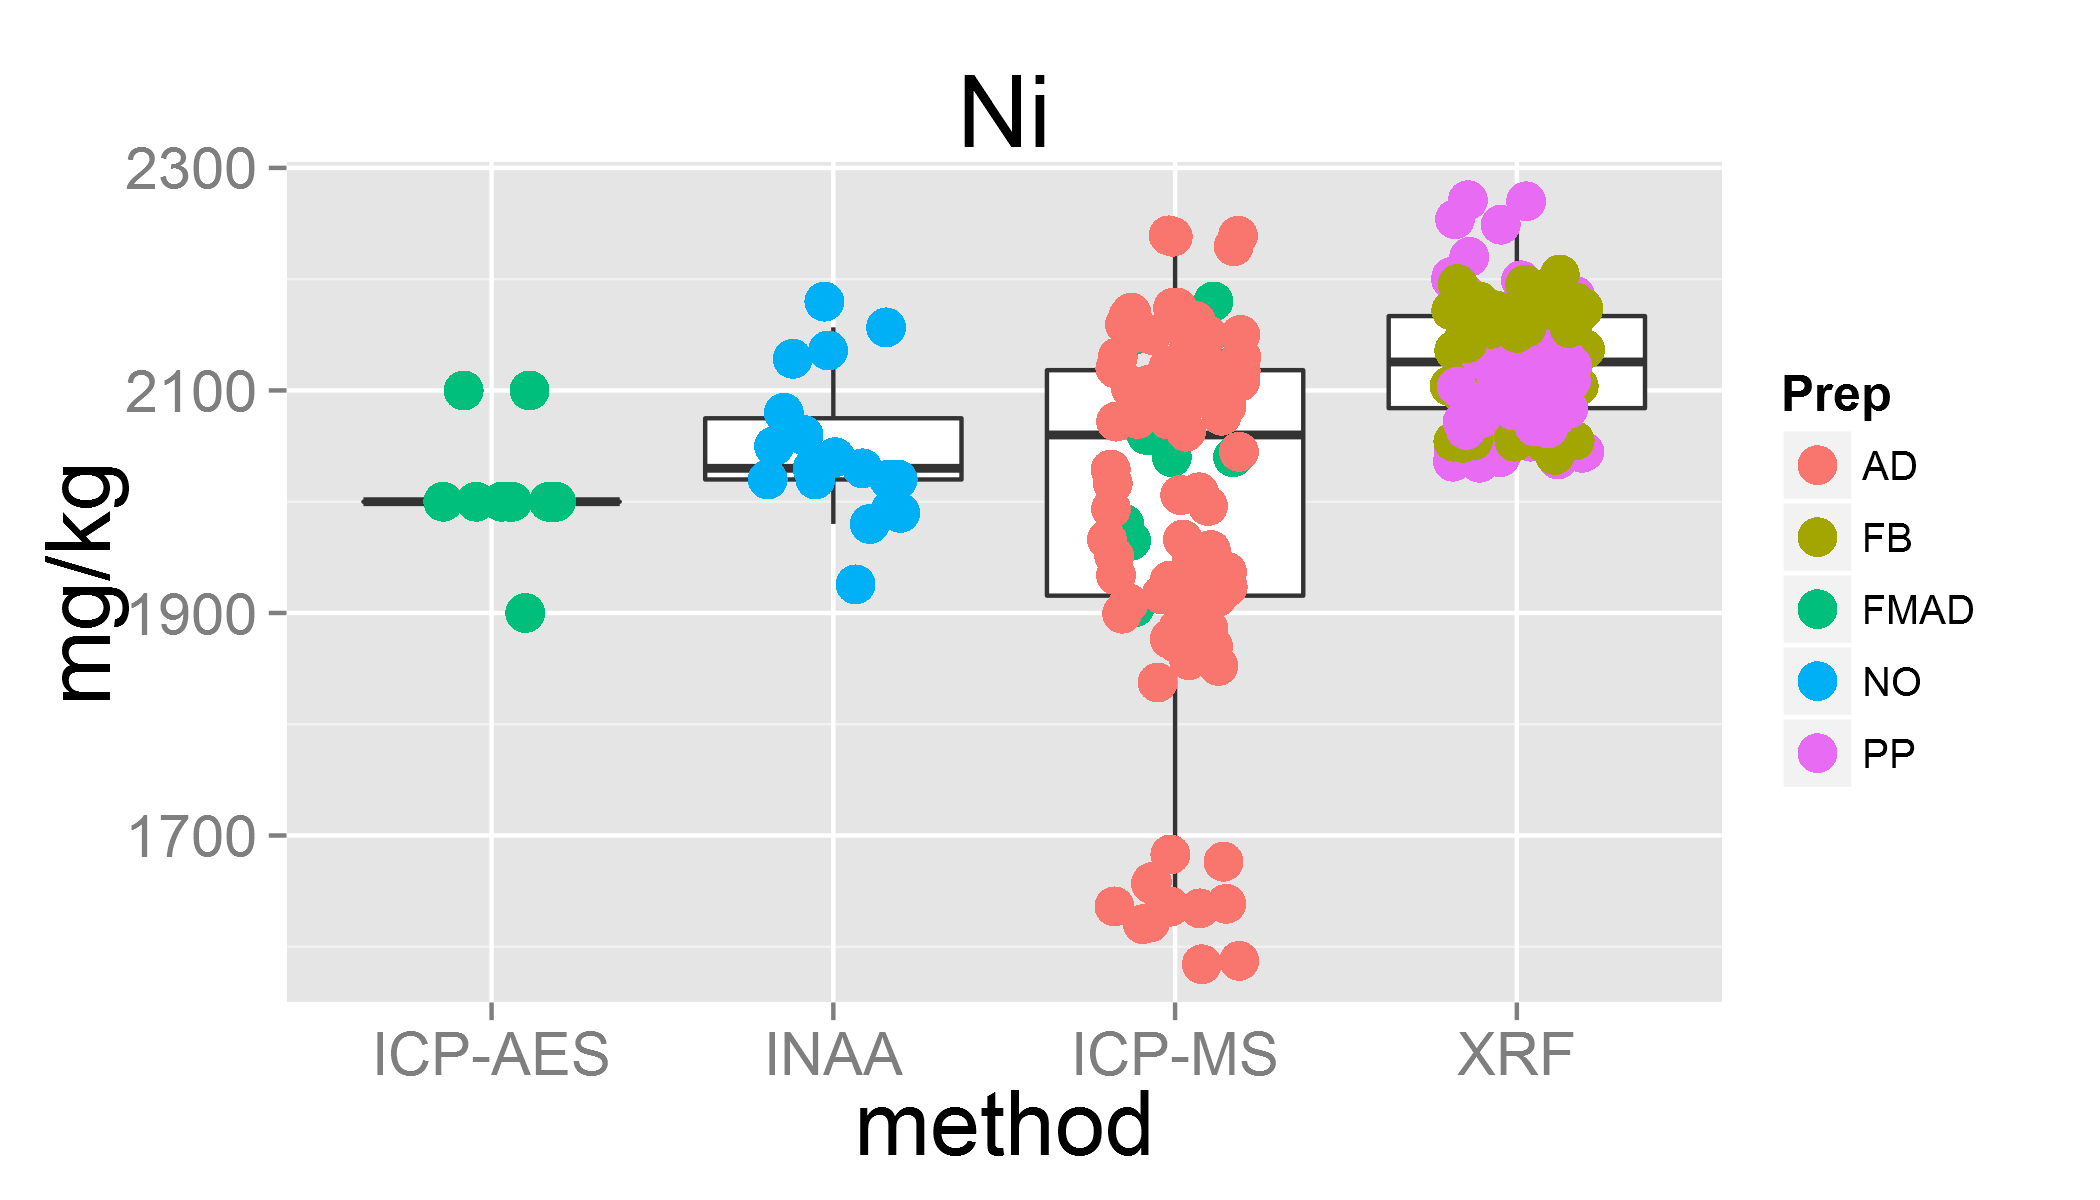 Ni
mg/kg
2300
2100
1900
1700
ICP-AES
INAA
ICP-MS
XRF
method
Prep
AD
FB
FMAD
NO
PP